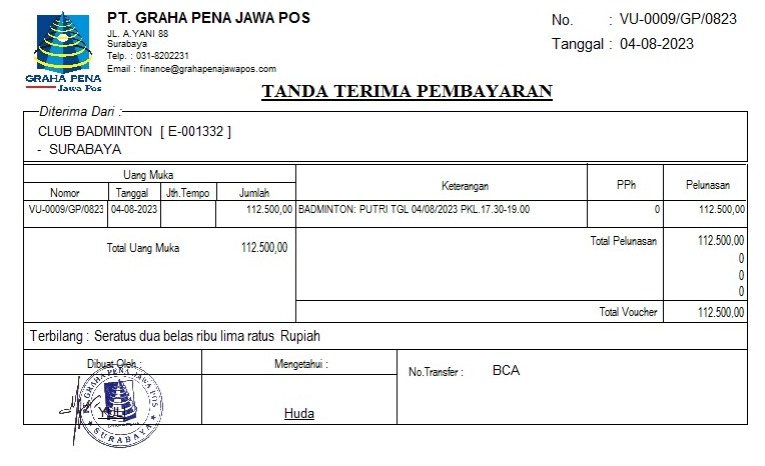 PT. GRAHA PENA JAWA POS
JL. A.YANI 88
Surabaya
Telp. : 031-8202231
Email : finance@grahapenajawapos.com
GRAHA PENA
Jawa Pos
No. : VU-0009/GP/0823
Tanggal : 04-08-2023
TANDA TERIMA PEMBAYARAN
Diterima Dari :
CLUB BADMINTON [ E-001332 ]
- SURABAYA
Uang Muka Keterangan PPh Pelunasan
Nomor Tanggal Jth.Tempo Jumlah
VU-0009/GP/0823 04-08-2023 112.500,00 BADMINTON: PUTRI TGL 04/08/2023 PKL.17.30-19.00 0 112.500,00
Total Uang Muka 112.500,00 Total Pelunasan 112.500,00
0
0
0
Total Voucher 112.500,00
Terbilang : Seratus dua belas ribu lima ratus Rupiah
Dibuat Oleh : Mengetahui : No.Transfer : BCA
PT. GRAHA PENA JAWA POS
YULI Huda
SURABAYA